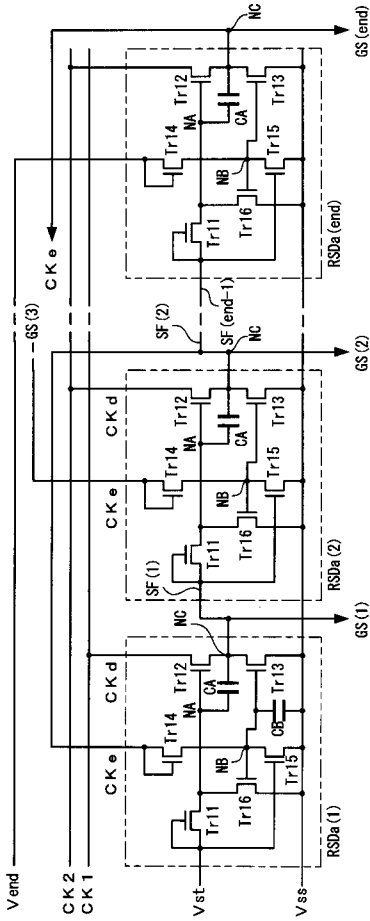 Vend
CK2
CK1
Vst
Vss
GS(3)
CKe
CKe
CKd
Tr14
Tr12
Tr11
NA
CA
NC
NB
Tr16
Tr13
CB
Tr15
RSDa(1)
GS(1)
SF(1)
CKe
CKd
Tr14
Tr12
Tr11
NA
CA
NC
NB
Tr16
Tr13
Tr15
RSDa(2)
GS(2)
SF(2)
SF(end-1)
Tr14
Tr12
Tr11
NA
CA
NC
NB
Tr16
Tr13
Tr15
RSDa(end)
GS(end)